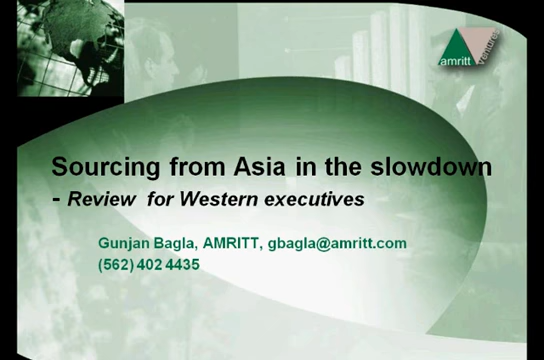 amritt
ventures
Sourcing from Asia in the slowdown
- Review for Western executives
Gunjan Bagla, AMRITT, gbagla@amritt.com
(562) 402 4435